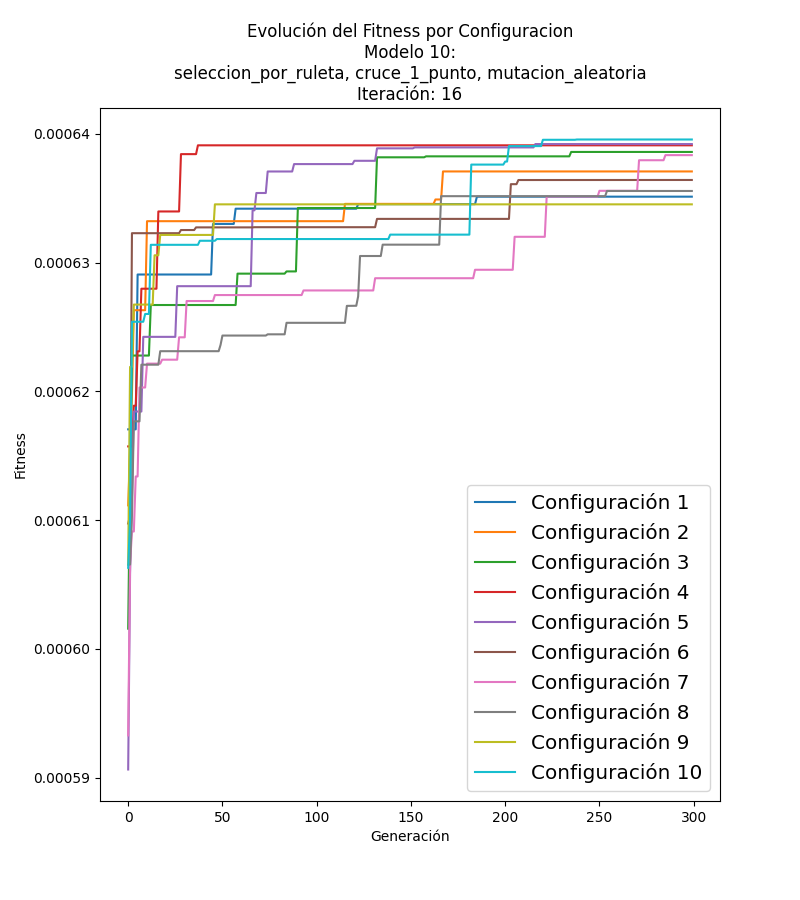 Evolución del Fitness por Configuracion
Modelo 10:
seleccion_por_ruleta, cruce_1_punto, mutacion_aleatoria
Iteración: 16
0.00064
0.00063
0.00062
0.00061
0.00060
0.00059
Fitness
0
50
100
150
200
250
300
Generación
Configuración 1
Configuración 2
Configuración 3
Configuración 4
Configuración 5
Configuración 6
Configuración 7
Configuración 8
Configuración 9
Configuración 10